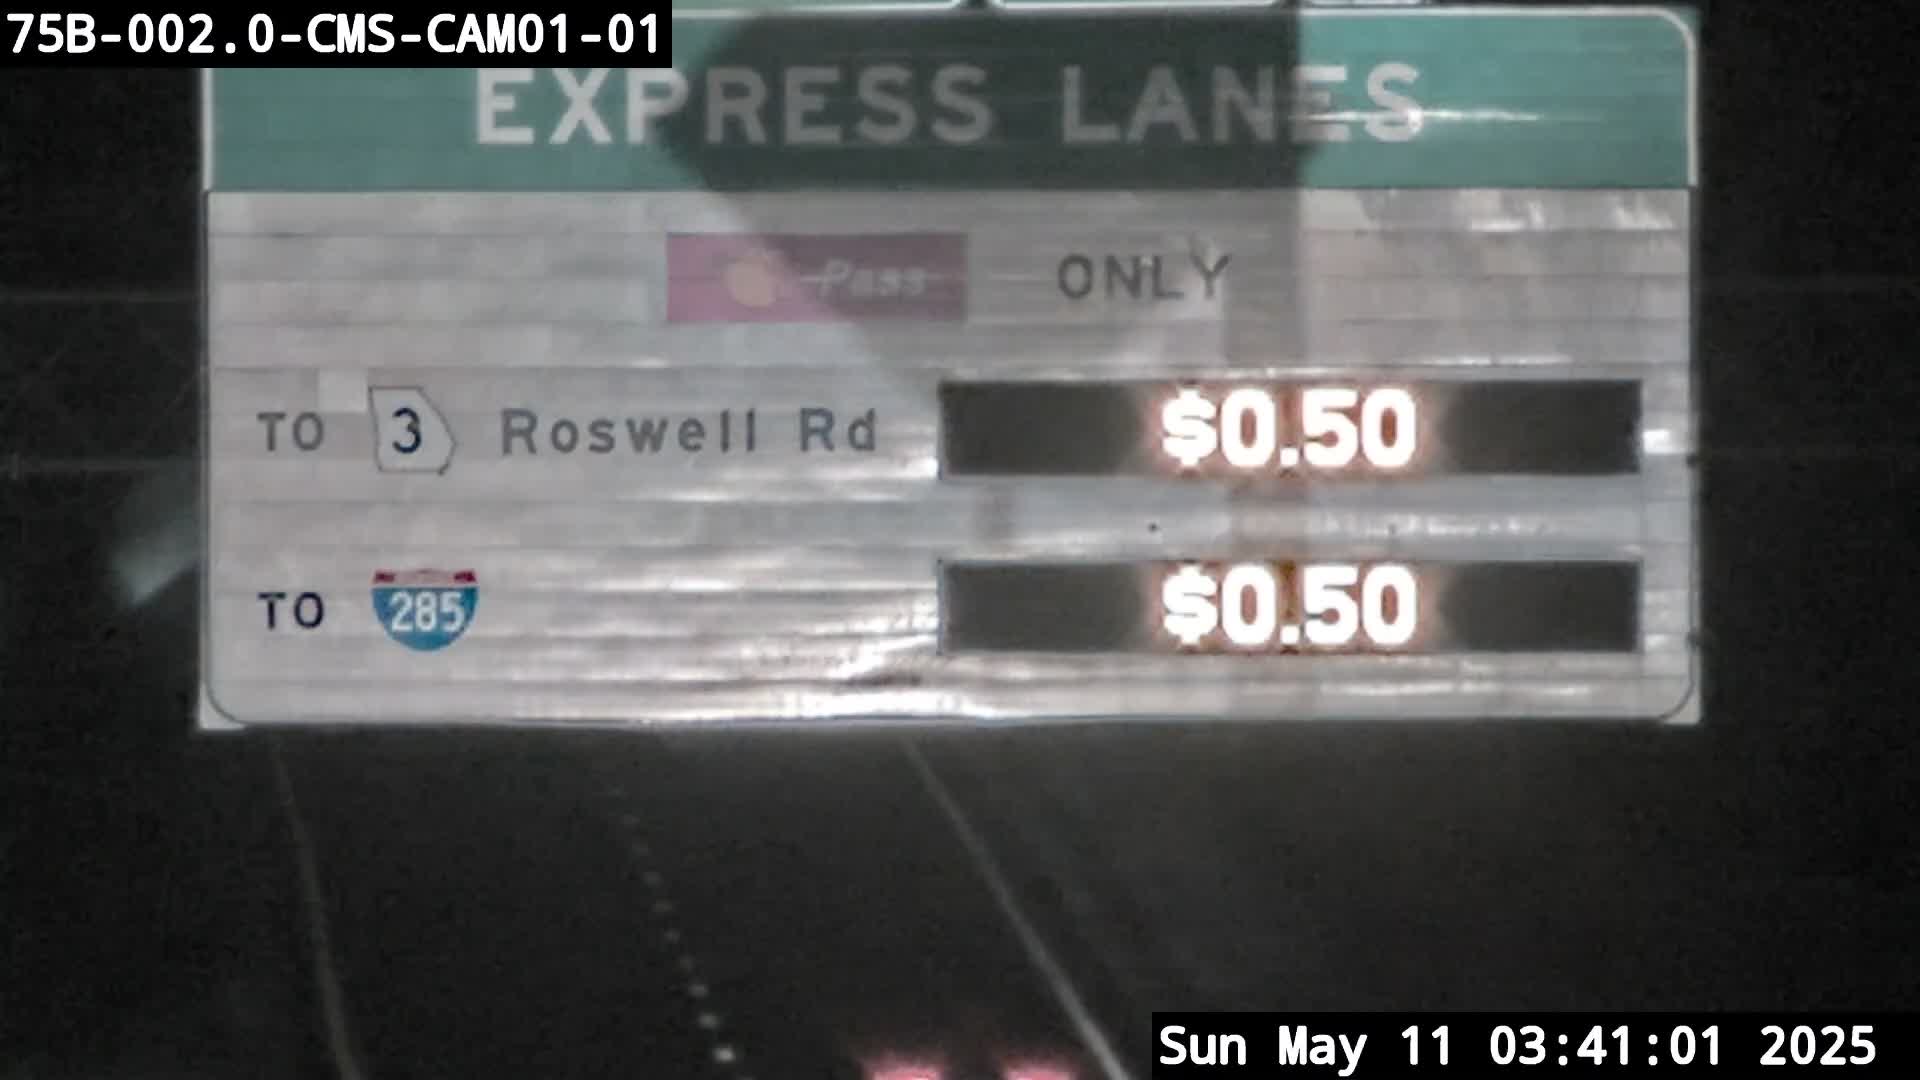 75B-002.0-CMS-CAM01-01
EXPRESS LANES
Pass ONLY
TO 3 Roswell Rd $0.50
TO 285 $0.50
Sun May 11 03:41:01 2025